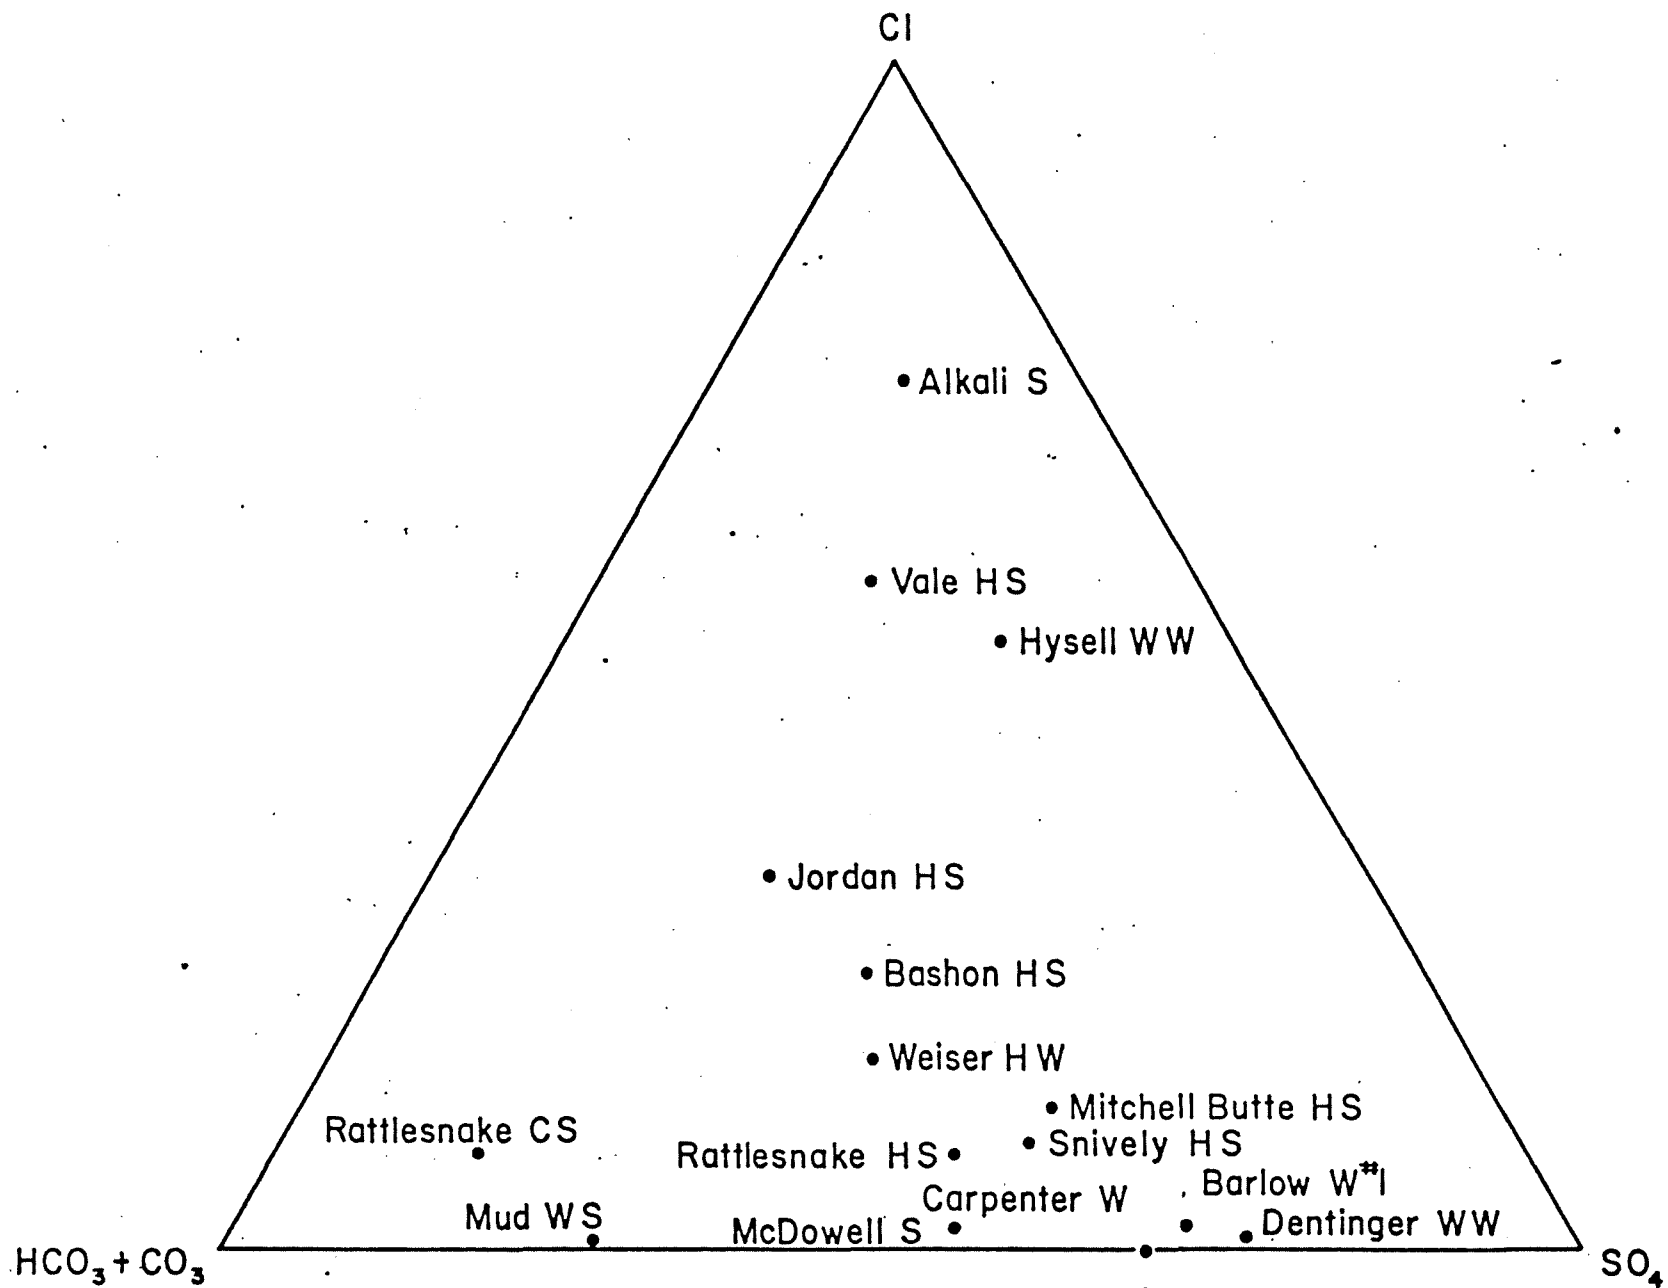 Cl
Alkali S
Vale HS
Hysell WW
Jordan HS
Bashon HS
Weiser HW
Mitchell Butte HS
Rattlesnake CS
Snively HS
Rattlesnake HS
Barlow W#1
Carpenter W
Mud WS
McDowell S
Dentinger WW
HCO₃ + CO₃
SO₄